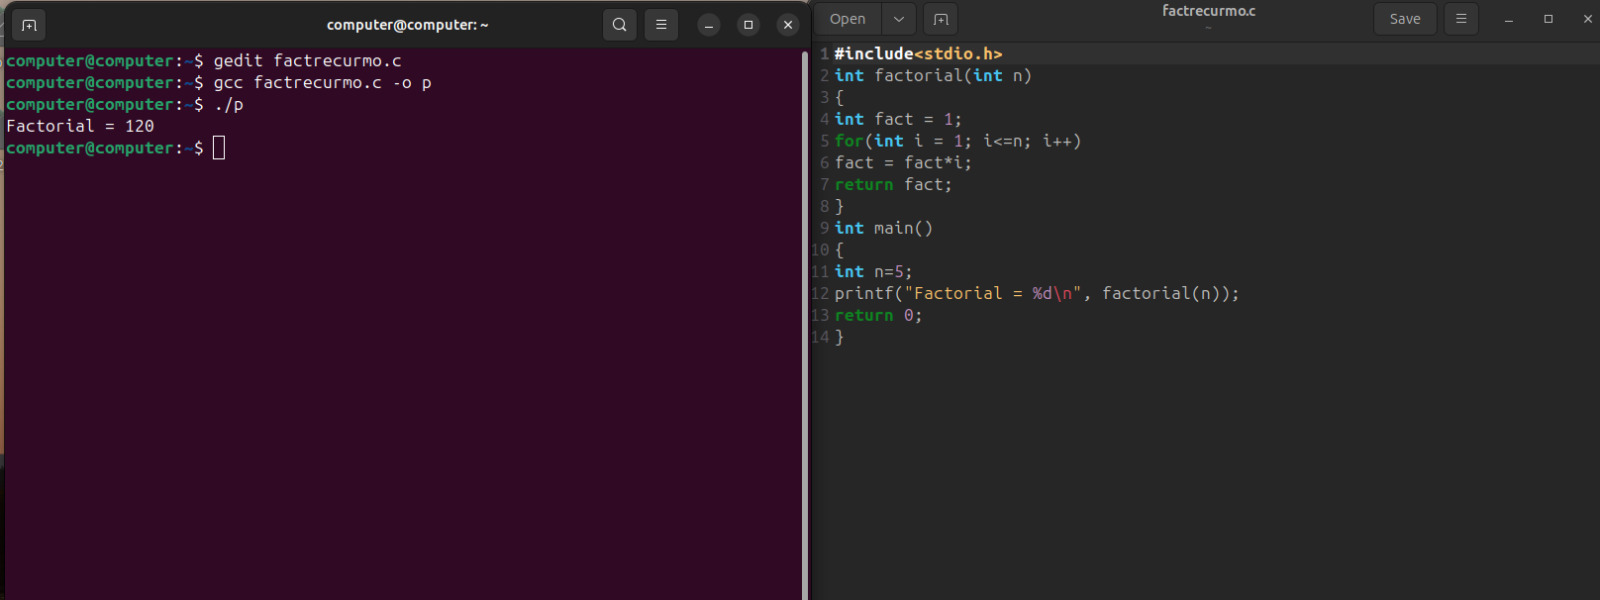 computer@computer: ~
computer@computer:~$ gedit factrecurmo.c
computer@computer:~$ gcc factrecurmo.c -o p
computer@computer:~$ ./p
Factorial = 120
computer@computer:~$
Open
factrecurmo.c
~
Save
1 #include<stdio.h>
2 int factorial(int n)
3 {
4 int fact = 1;
5 for(int i = 1; i<=n; i++)
6 fact = fact*i;
7 return fact;
8 }
9 int main()
10 {
11 int n=5;
12 printf("Factorial = %d\n", factorial(n));
13 return 0;
14 }